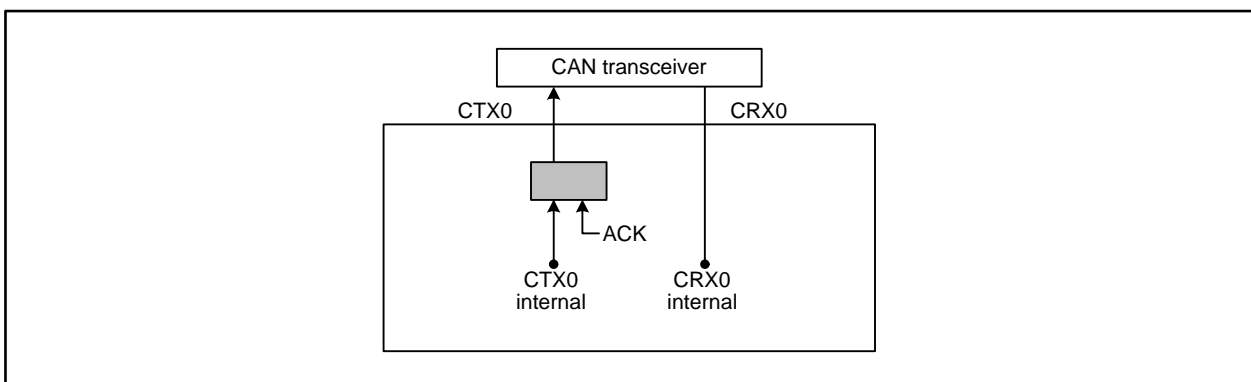 CAN transceiver
CTX0
CRX0
ACK
CTX0
internal
CRX0
internal